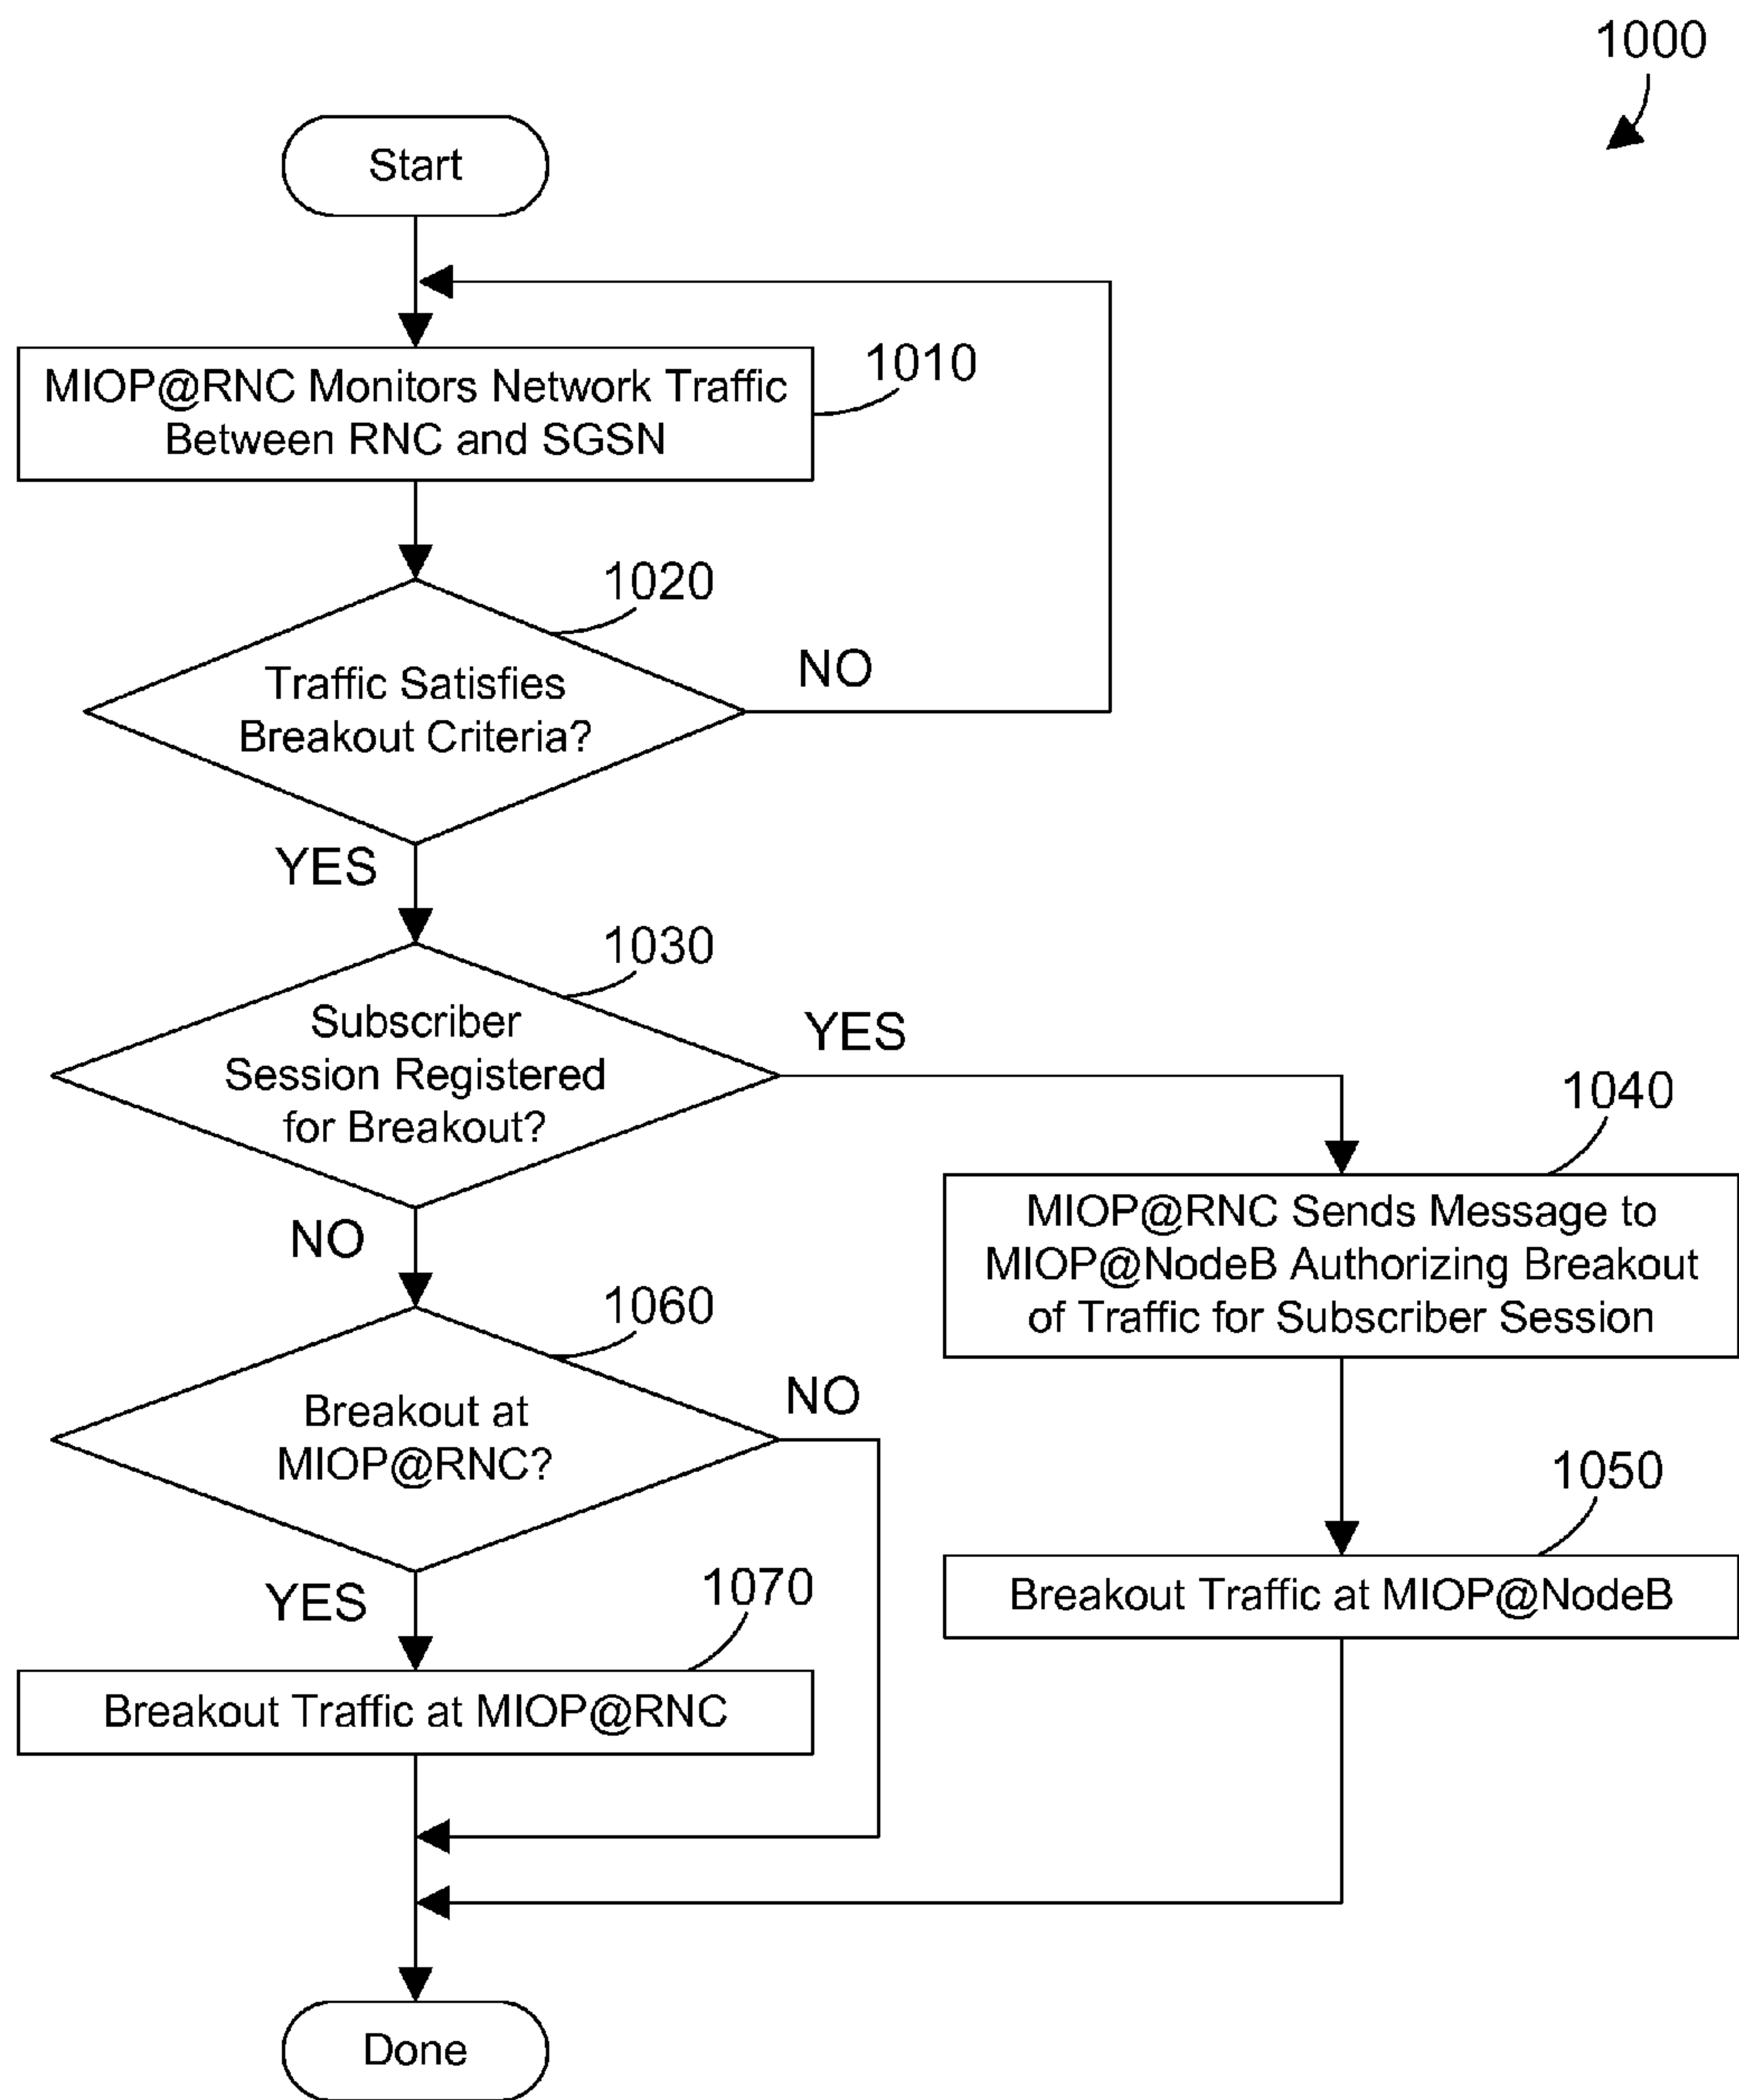 1000
Start
MIOP@RNC Monitors Network Traffic
Between RNC and SGSN
1010
Traffic Satisfies
Breakout Criteria?
1020
NO
YES
Subscriber
Session Registered
for Breakout?
1030
YES
NO
1040
MIOP@RNC Sends Message to
MIOP@NodeB Authorizing Breakout
of Traffic for Subscriber Session
1060
Breakout at
MIOP@RNC?
NO
YES
1050
Breakout Traffic at MIOP@NodeB
1070
Breakout Traffic at MIOP@RNC
Done